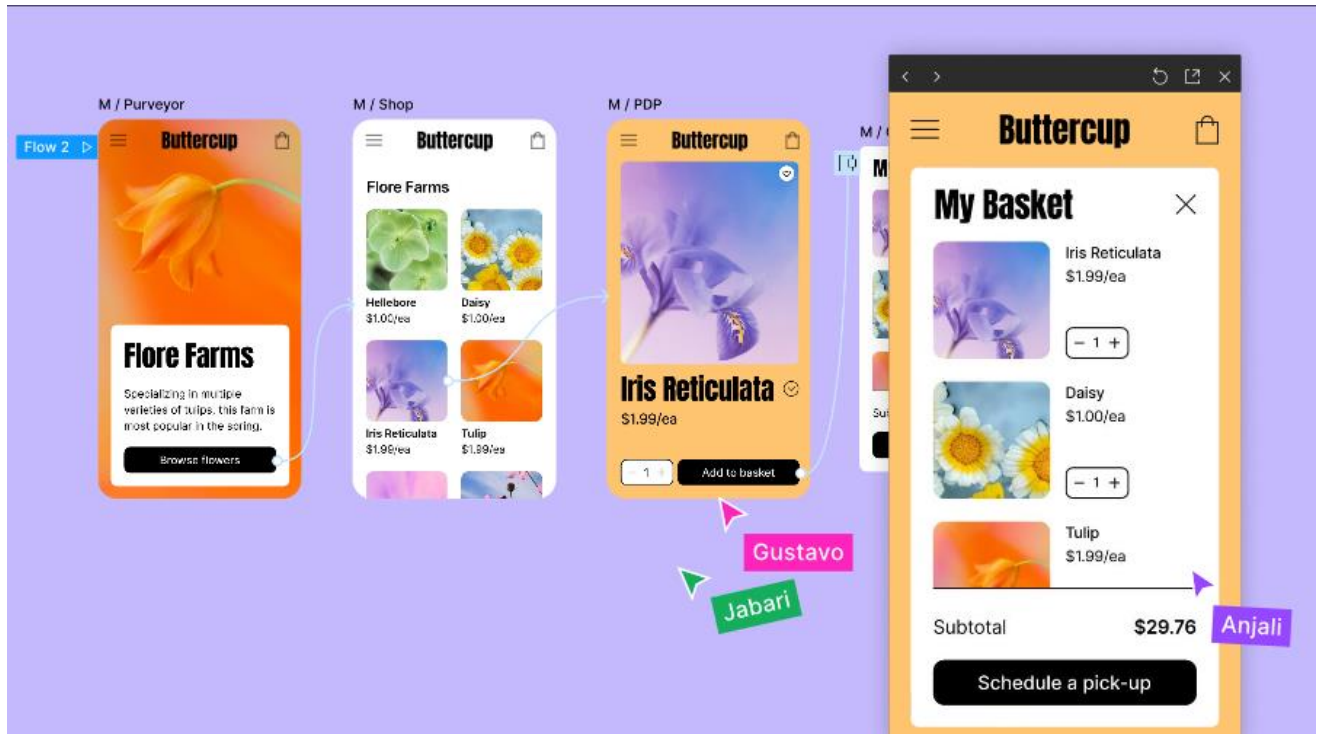 M / Purveyor
M / Shop
M / PDP
M /
Flow 2
Buttercup
Flore Farms
Specializing in multiple
varieties of tulips, this farm is
most popular in the spring.
Browse flowers
Buttercup
Flore Farms
Hellebore
$1.00/ea
Daisy
$1.00/ea
Iris Reticulata
$1.99/ea
Tulip
$1.99/ea
Buttercup
Iris Reticulata
$1.99/ea
- 1 +
Add to basket
M
Su
Buttercup
My Basket
Iris Reticulata
$1.99/ea
- 1 +
Daisy
$1.00/ea
- 1 +
Tulip
$1.99/ea
Subtotal
$29.76
Schedule a pick-up
Gustavo
Jabari
Anjali